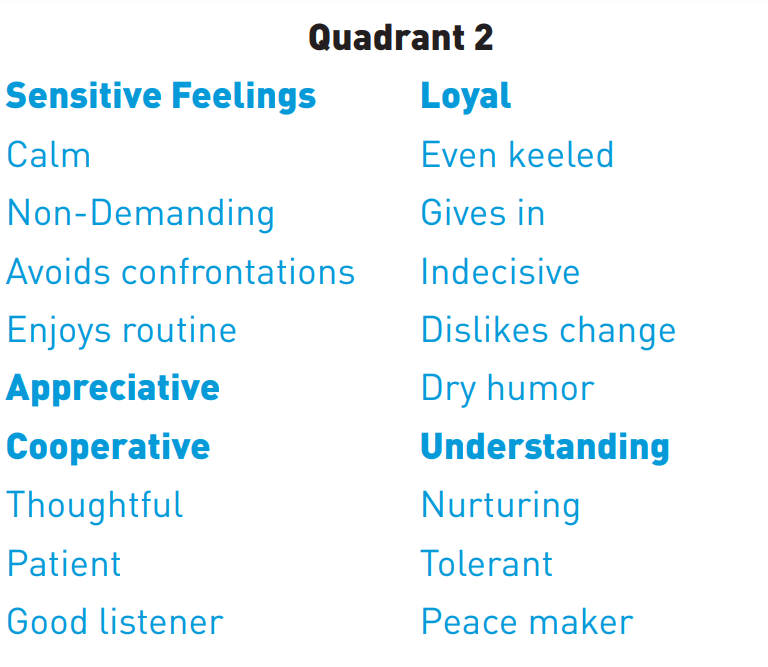 Quadrant 2
Sensitive Feelings
Calm
Non-Demanding
Avoids confrontations
Enjoys routine
Appreciative
Cooperative
Thoughtful
Patient
Good listener
Loyal
Even keeled
Gives in
Indecisive
Dislikes change
Dry humor
Understanding
Nurturing
Tolerant
Peace maker